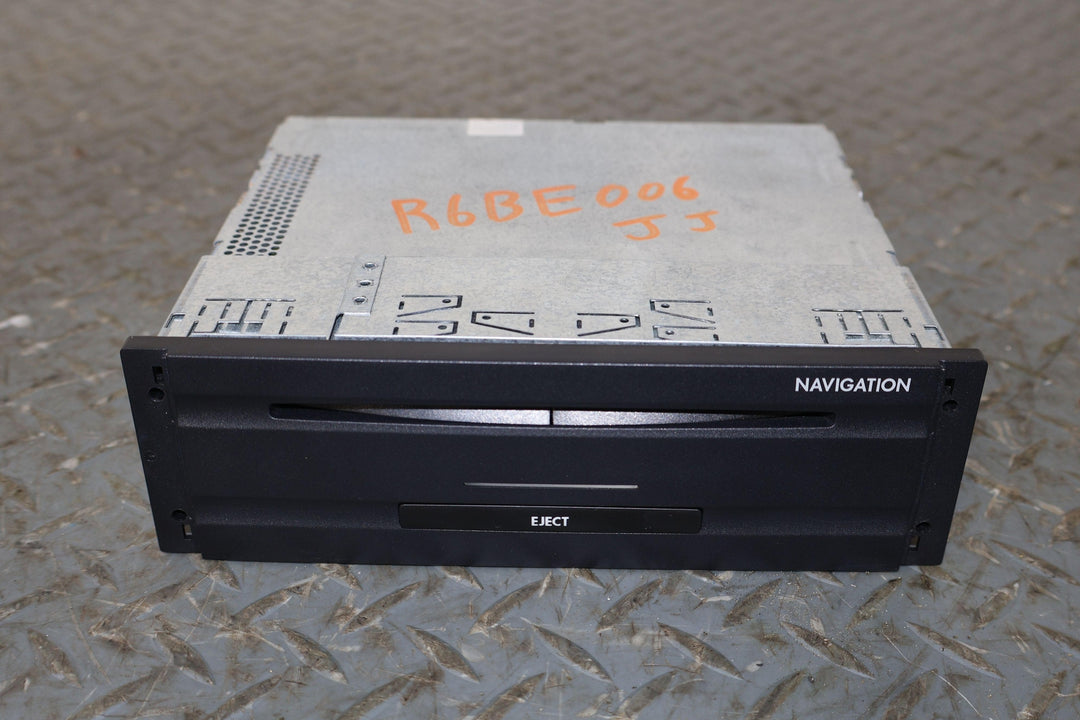 R6BE006
JJ
NAVIGATION
EJECT